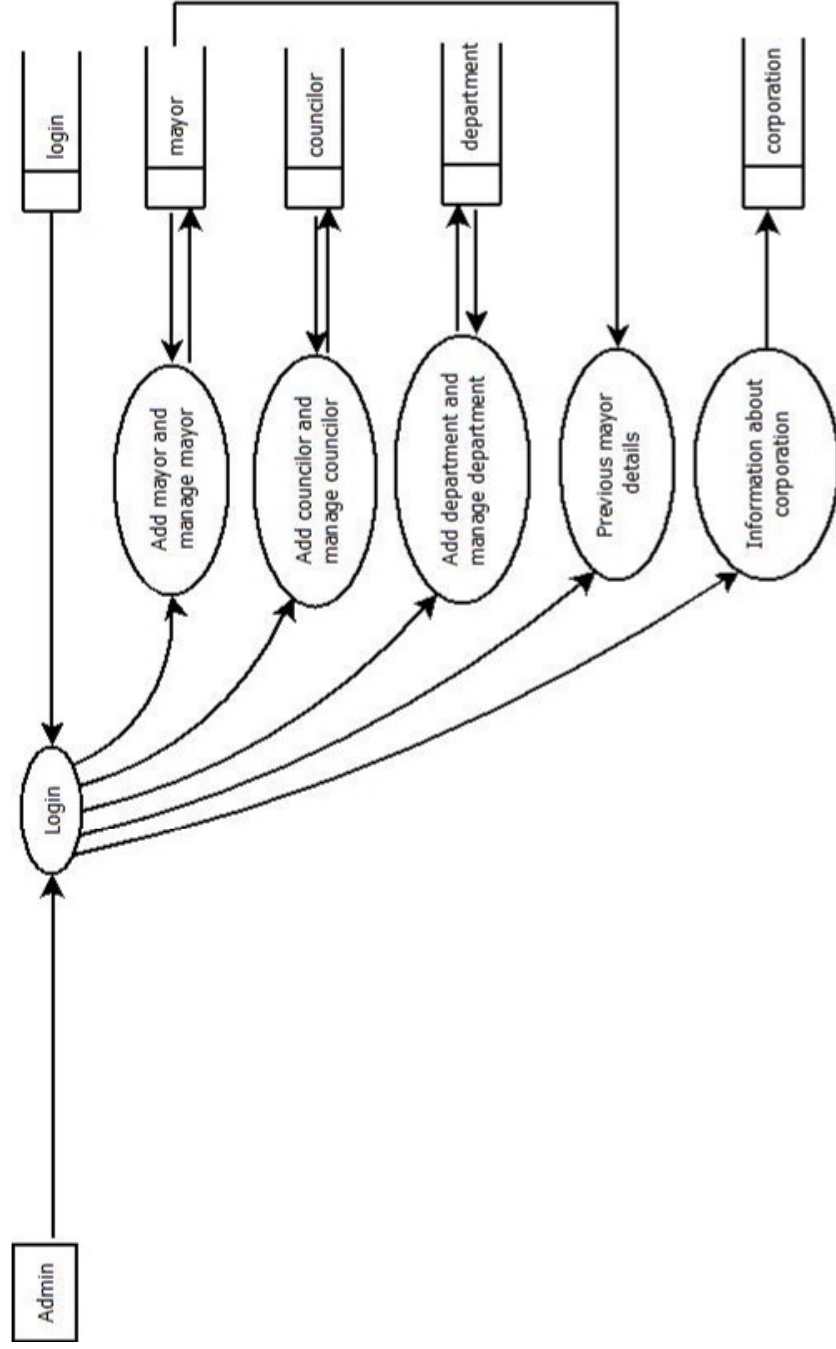 Admin
Login
login
Add mayor and
manage mayor
mayor
Add councilor and
manage councilor
councilor
Add department and
manage department
department
Previous mayor
details
Information about
corporation
corporation